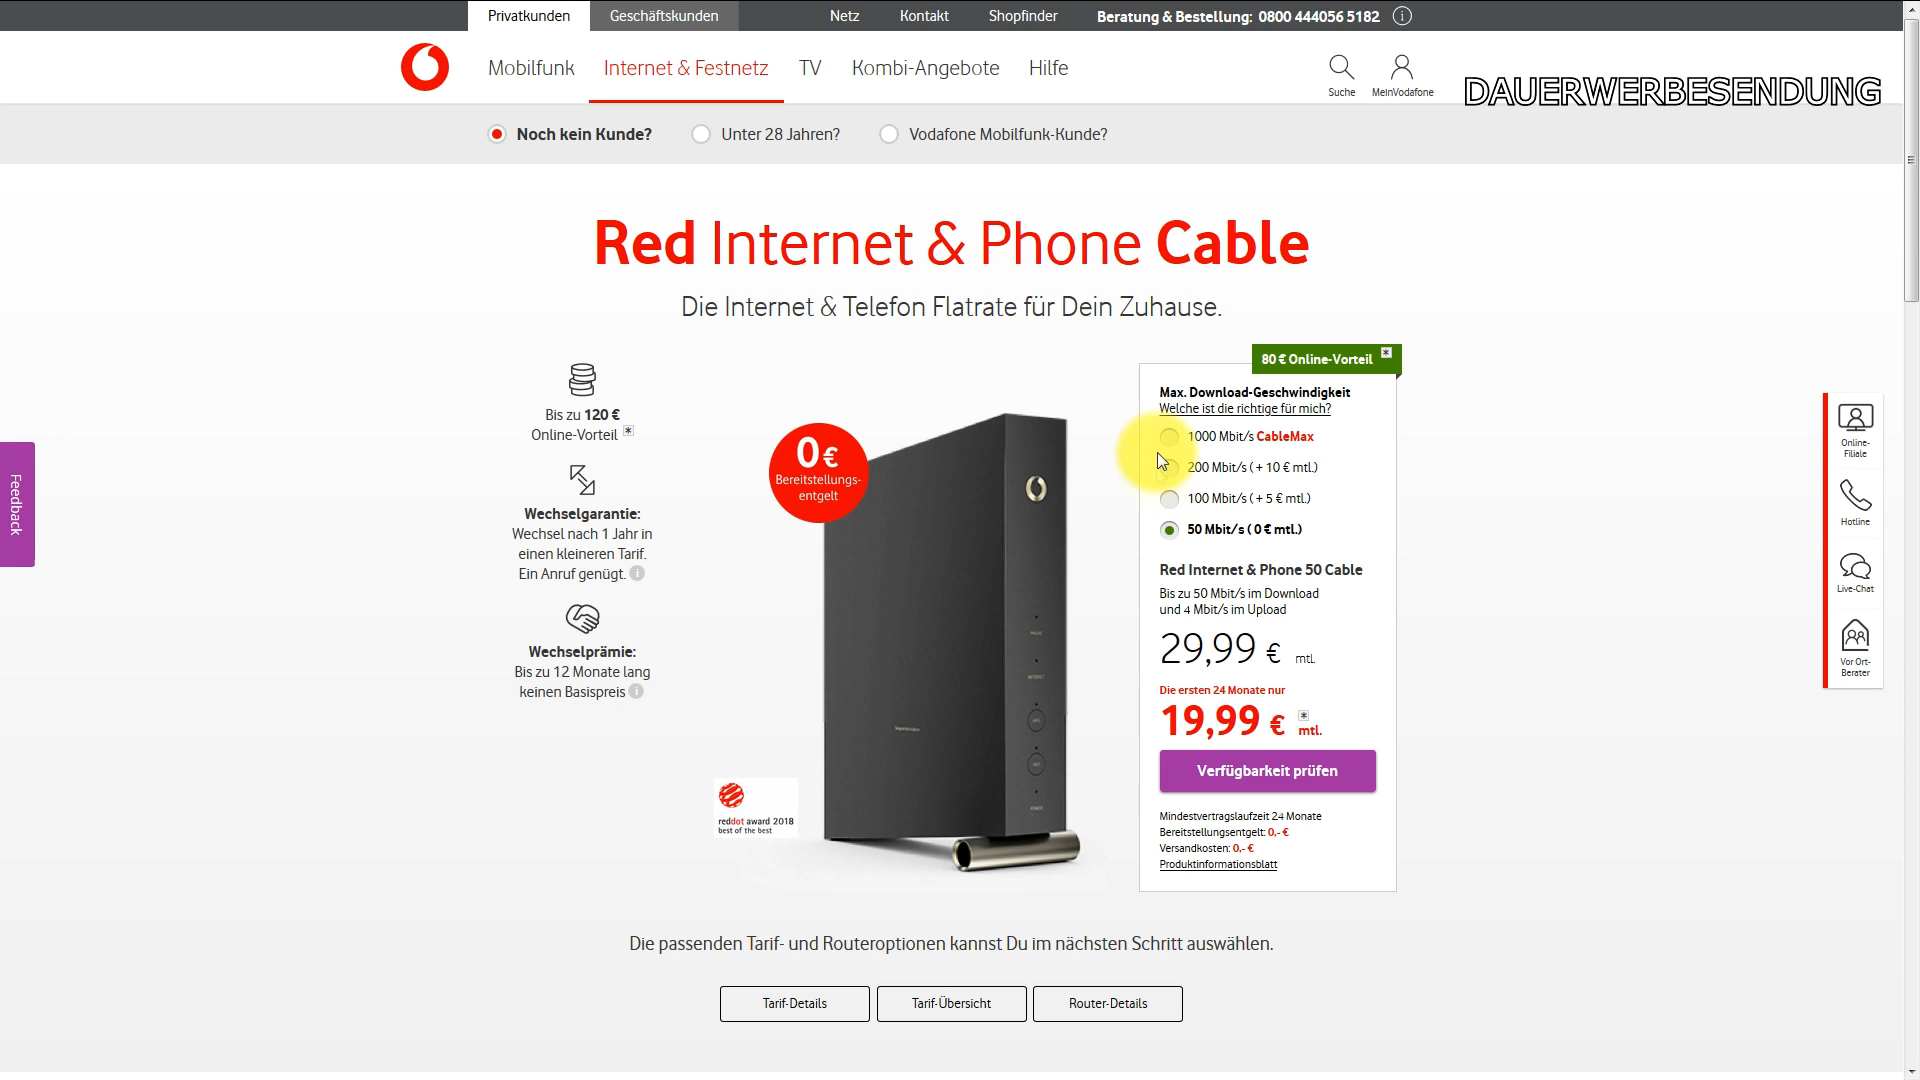 Privatkunden
Geschäftskunden
Netz
Kontakt
Shopfinder
Beratung & Bestellung: 0800 444056 5182
Mobilfunk
Internet & Festnetz
TV
Kombi-Angebote
Hilfe
Suche
MeinVodafone
DAUERWERBESENDUNG
Noch kein Kunde?
Unter 28 Jahren?
Vodafone Mobilfunk-Kunde?
Red Internet & Phone Cable
Die Internet & Telefon Flatrate für Dein Zuhause.
Bis zu 120 €
Online-Vorteil *
Wechselgarantie:
Wechsel nach 1 Jahr in
einen kleineren Tarif.
Ein Anruf genügt. i
Wechselprämie:
Bis zu 12 Monate lang
keinen Basispreis i
0 €
Bereitstellungs-
entgelt
reddot award 2018
best of the best
80 € Online-Vorteil *
Max. Download-Geschwindigkeit
Welche ist die richtige für mich?
1000 Mbit/s CableMax
200 Mbit/s (+ 10 € mtl.)
100 Mbit/s (+ 5 € mtl.)
50 Mbit/s ( 0 € mtl.)
Red Internet & Phone 50 Cable
Bis zu 50 Mbit/s im Download
und 4 Mbit/s im Upload
29,99 € mtl.
Die ersten 24 Monate nur
19,99 € * mtl.
Verfügbarkeit prüfen
Mindestvertragslaufzeit 24 Monate
Bereitstellungsentgelt: 0,- €
Versandkosten: 0,- €
Produktinformationsblatt
Feedback
Online-
Filiale
Hotline
Live-Chat
Vor Ort-
Berater
Die passenden Tarif- und Routeroptionen kannst Du im nächsten Schritt auswählen.
Tarif-Details
Tarif-Übersicht
Router-Details